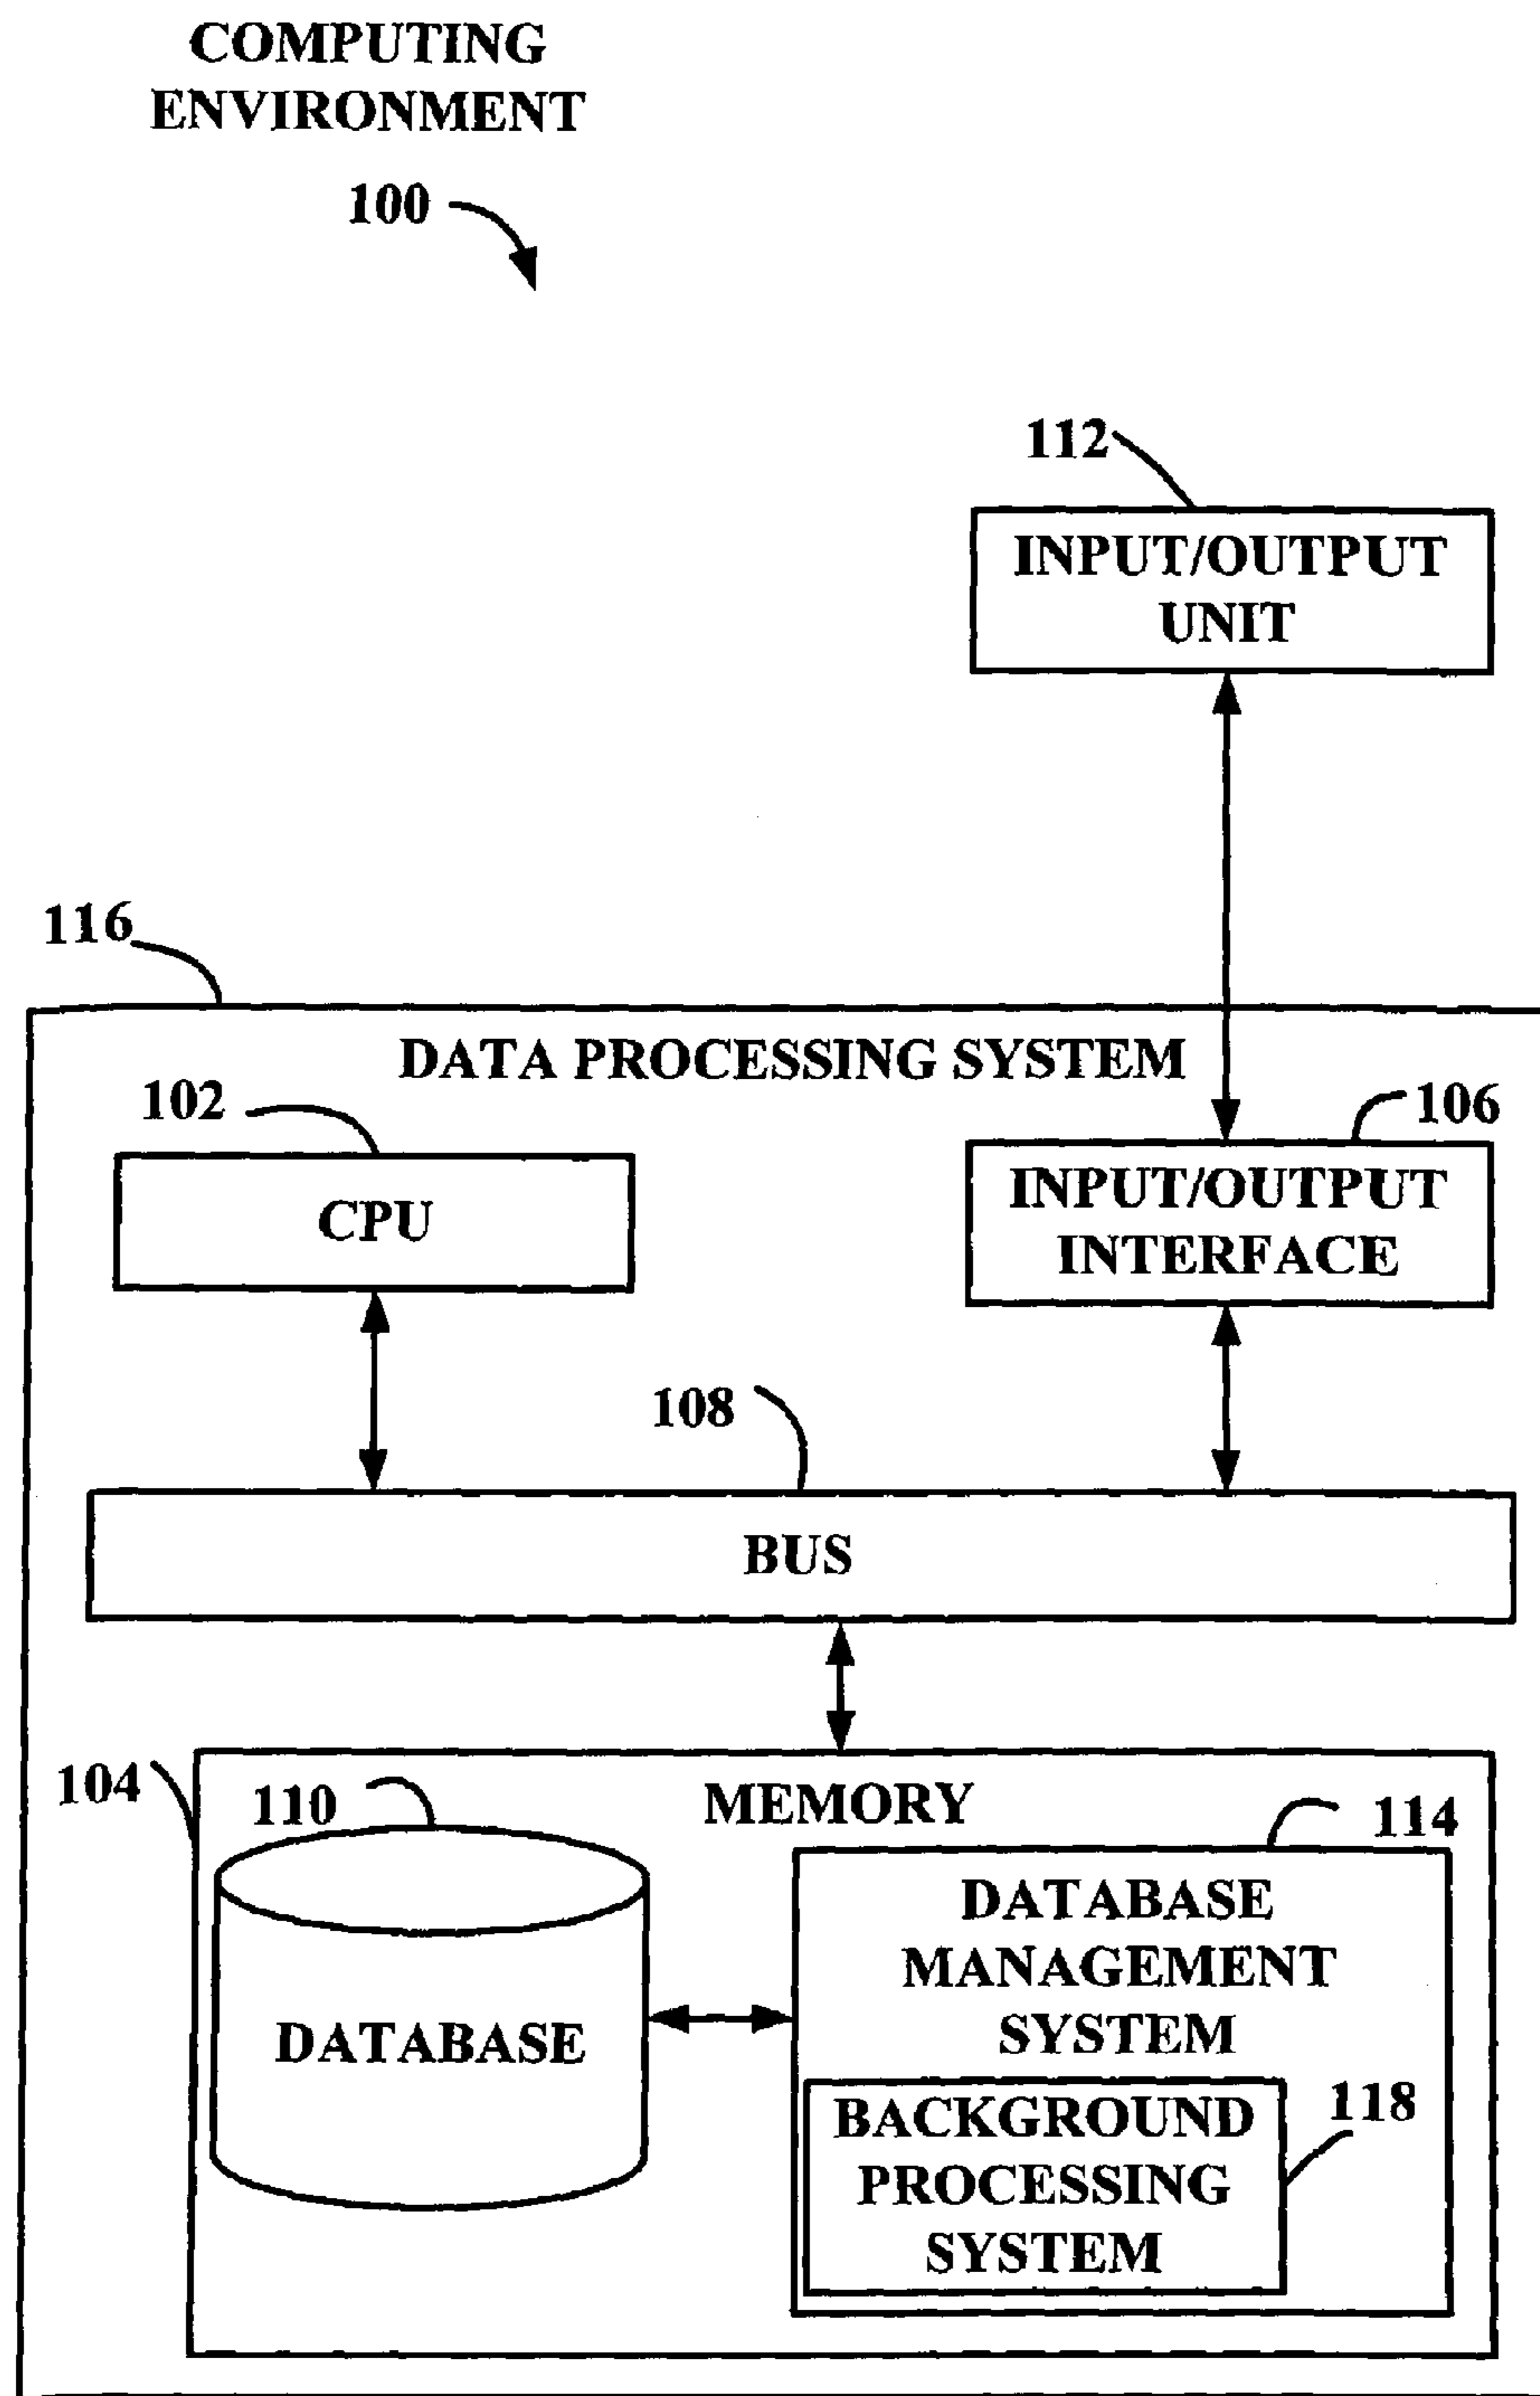 COMPUTING
ENVIRONMENT
100
112
INPUT/OUTPUT
UNIT
116
DATA PROCESSING SYSTEM
102
106
CPU
INPUT/OUTPUT
INTERFACE
108
BUS
104
110
MEMORY
114
DATABASE
MANAGEMENT
SYSTEM
DATABASE
118
BACKGROUND
PROCESSING
SYSTEM